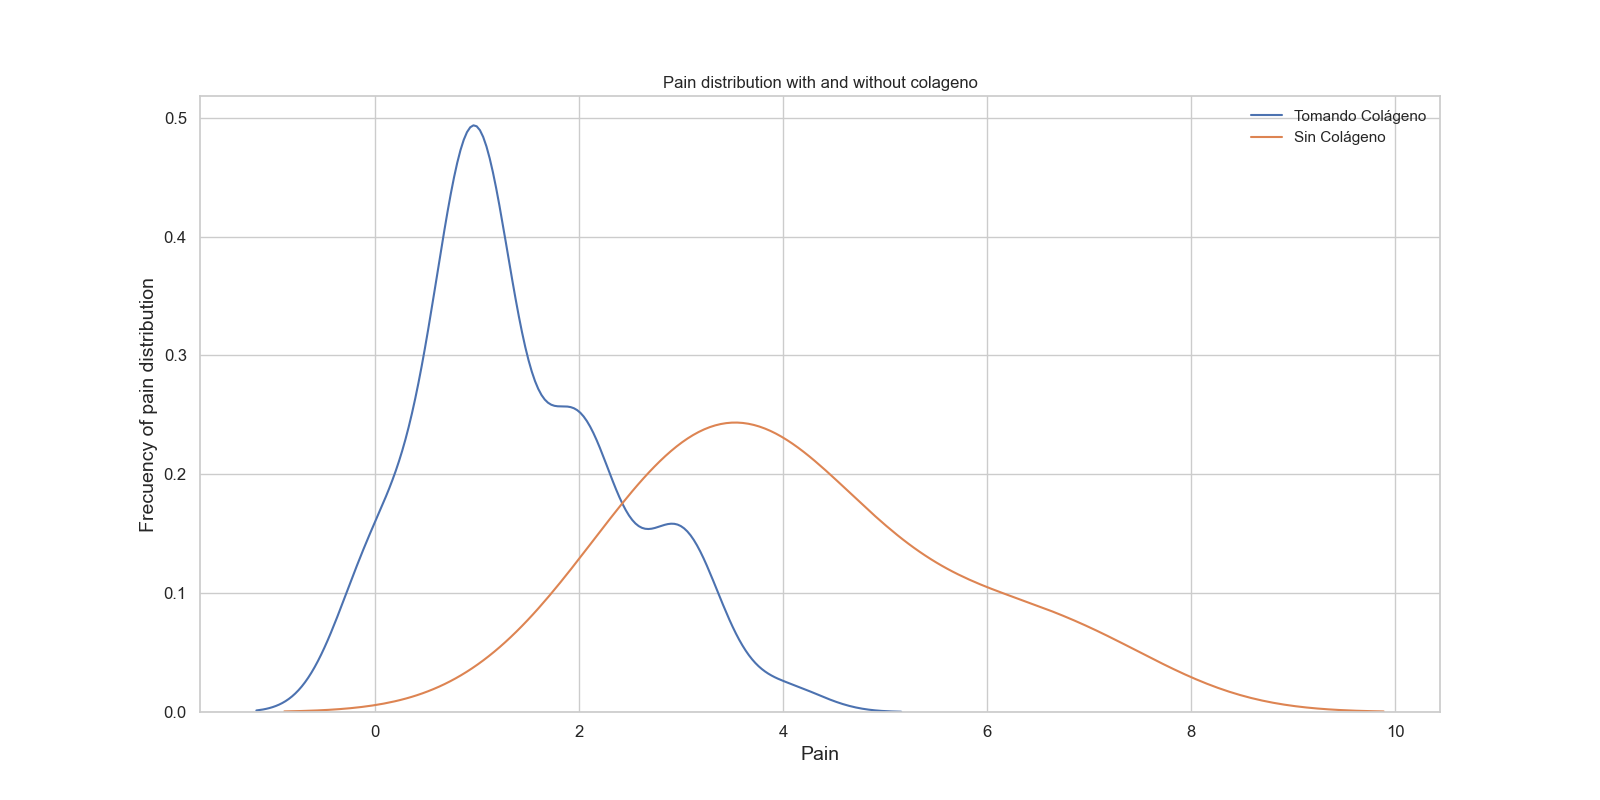 Pain distribution with and without colageno
Tomando Colágeno
Sin Colágeno
Frecuency of pain distribution
0.5
0.4
0.3
0.2
0.1
0.0
0 2 4 6 8 10
Pain